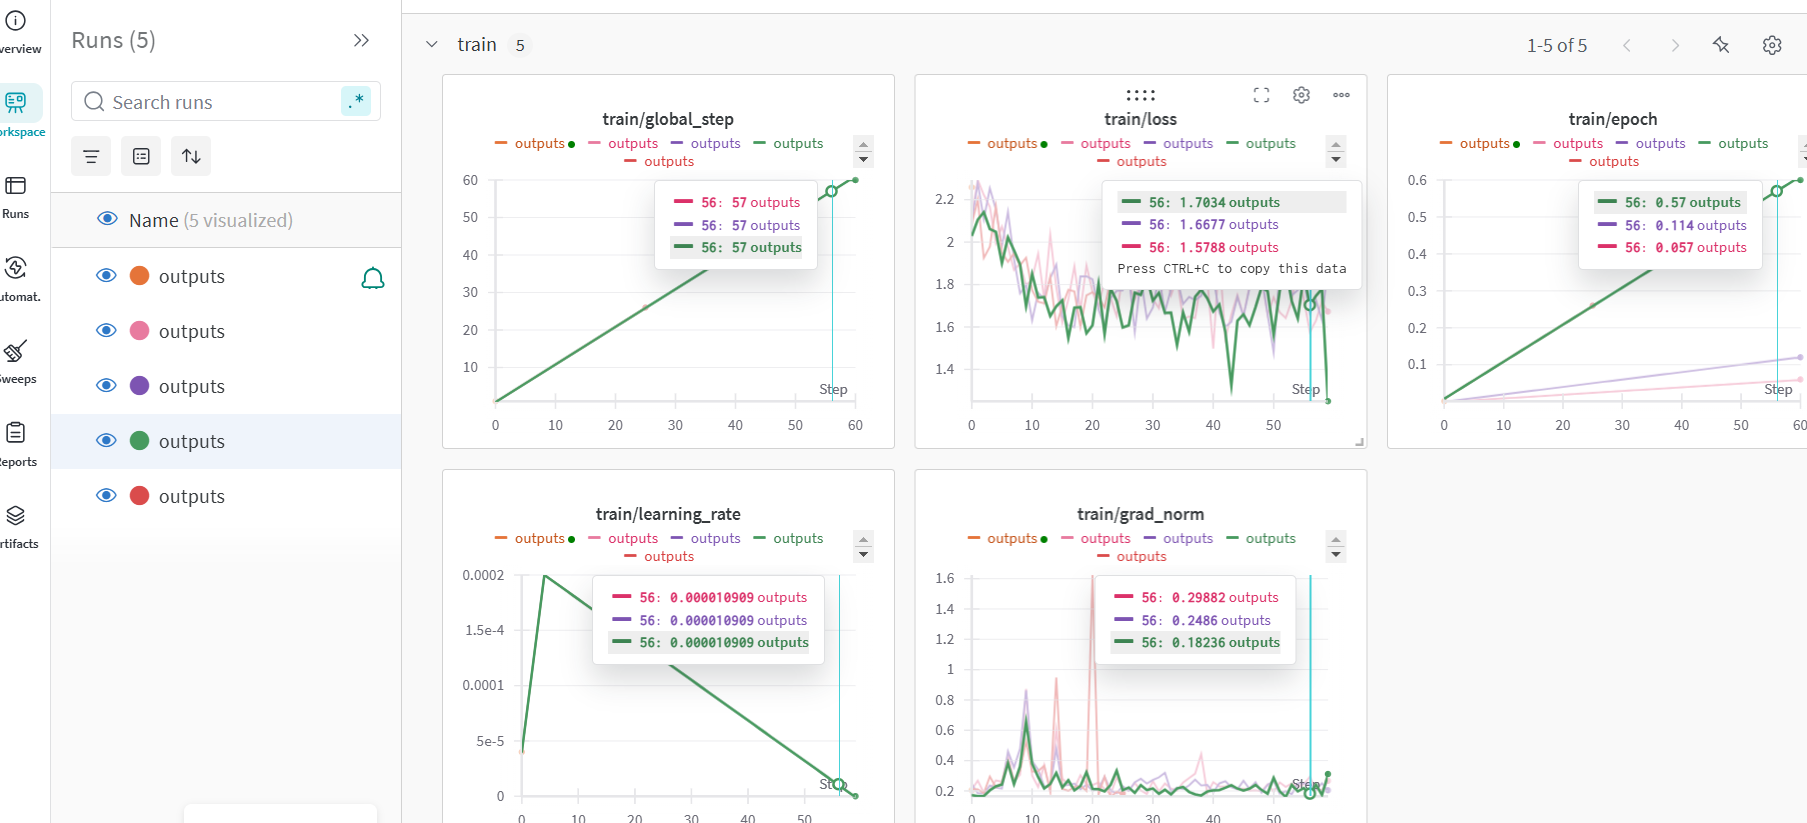 verview
orkspace
Runs
utomat.
Sweeps
Reports
rtifacts
Runs (5)
Search runs
.*
Name (5 visualized)
outputs
outputs
outputs
outputs
outputs
train 5
1-5 of 5
train/global_step
outputs outputs outputs outputs
outputs
60
50
40
30
20
10
56: 57 outputs
56: 57 outputs
56: 57 outputs
Step
0 10 20 30 40 50 60
train/loss
outputs outputs outputs outputs
outputs
2.2
2
1.8
1.6
1.4
56: 1.7034 outputs
56: 1.6677 outputs
56: 1.5788 outputs
Press CTRL+C to copy this data
Step
0 10 20 30 40 50
train/epoch
outputs outputs outputs outputs
outputs
0.6
0.5
0.4
0.3
0.2
0.1
56: 0.57 outputs
56: 0.114 outputs
56: 0.057 outputs
Step
0 10 20 30 40 50 60
train/learning_rate
outputs outputs outputs outputs
outputs
0.0002
1.5e-4
0.0001
5e-5
0
56: 0.000010909 outputs
56: 0.000010909 outputs
56: 0.000010909 outputs
Step
0 10 20 30 40 50
train/grad_norm
outputs outputs outputs outputs
outputs
1.6
1.4
1.2
1
0.8
0.6
0.4
0.2
56: 0.29882 outputs
56: 0.2486 outputs
56: 0.18236 outputs
Step
0 10 20 30 40 50